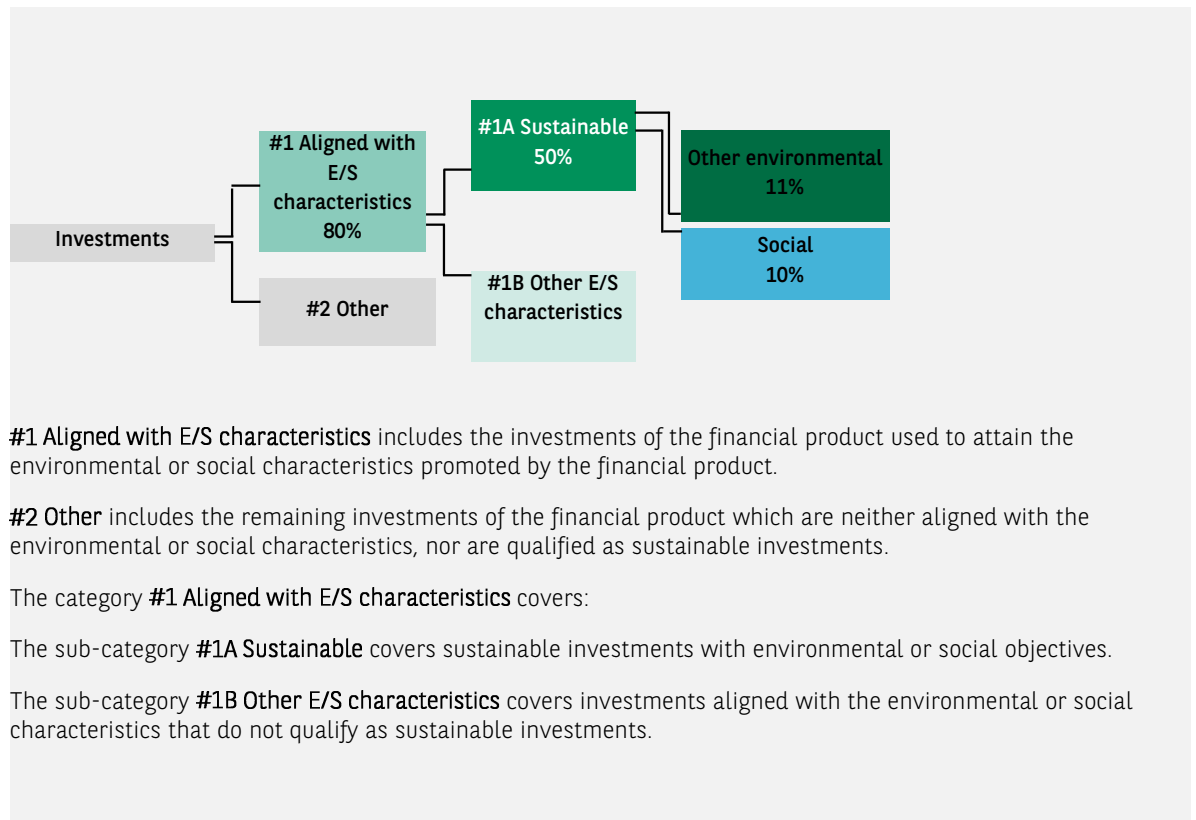 #1A Sustainable
50%
#1 Aligned with
E/S
characteristics
80%
Other environmental
11%
Investments
Social
10%
#1B Other E/S
characteristics
#2 Other
#1 Aligned with E/S characteristics includes the investments of the financial product used to attain the
environmental or social characteristics promoted by the financial product.
#2 Other includes the remaining investments of the financial product which are neither aligned with the
environmental or social characteristics, nor are qualified as sustainable investments.
The category #1 Aligned with E/S characteristics covers:
The sub-category #1A Sustainable covers sustainable investments with environmental or social objectives.
The sub-category #1B Other E/S characteristics covers investments aligned with the environmental or social
characteristics that do not qualify as sustainable investments.